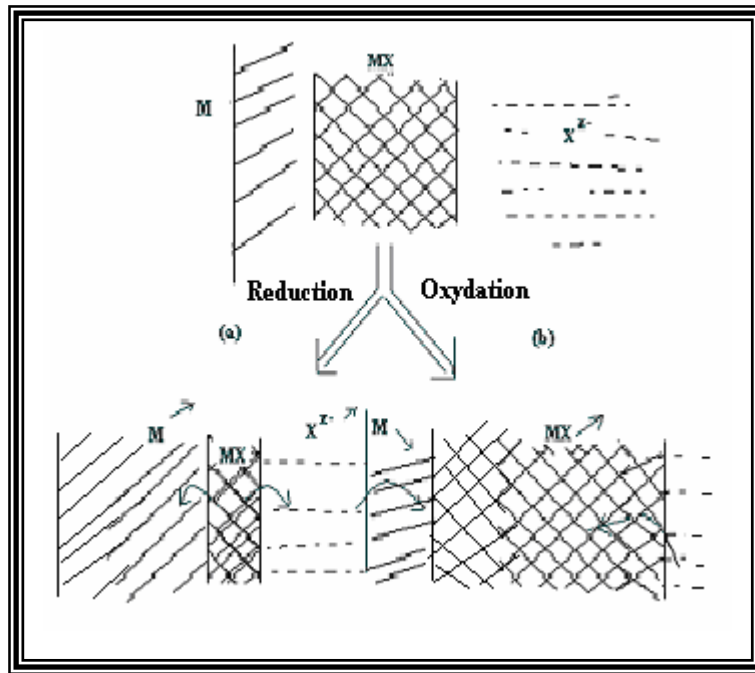 MX
M
X^z-
Reduction Oxydation
(a) (b)
M MX X^z- M MX